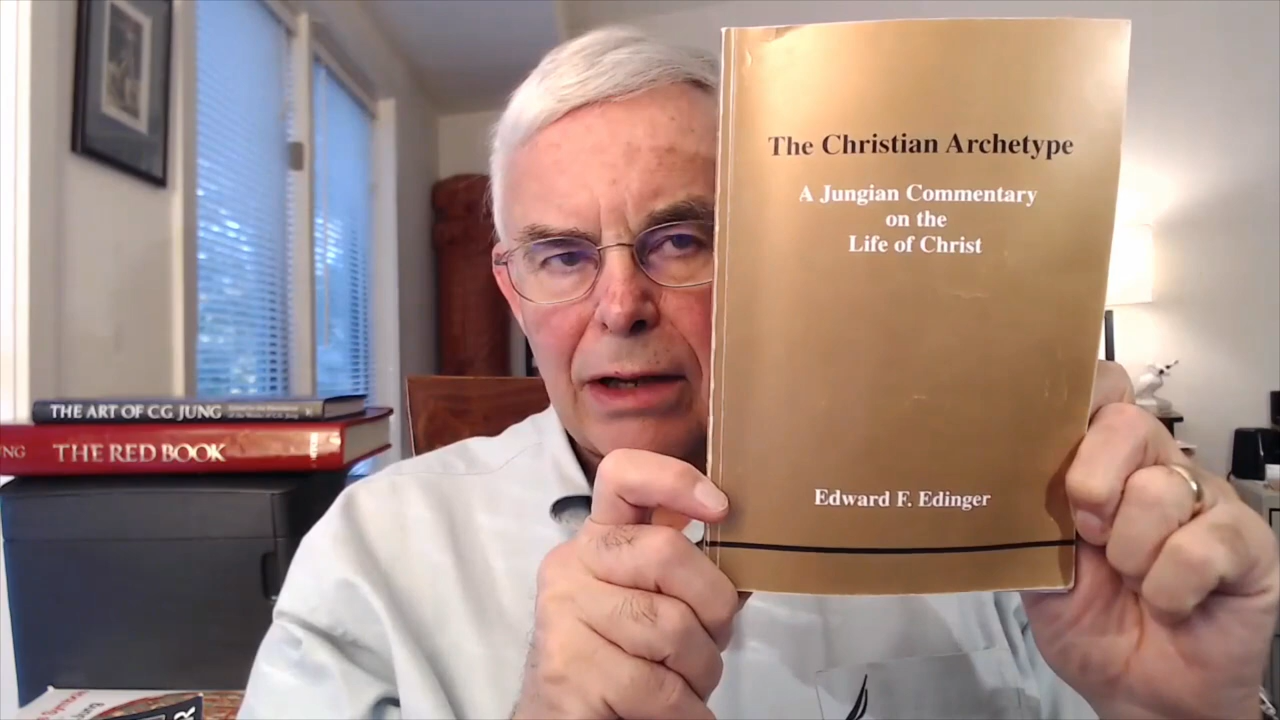 The Christian Archetype
A Jungian Commentary
on the
Life of Christ
Edward F. Edinger
THE ART OF CG JUNG
THE RED BOOK